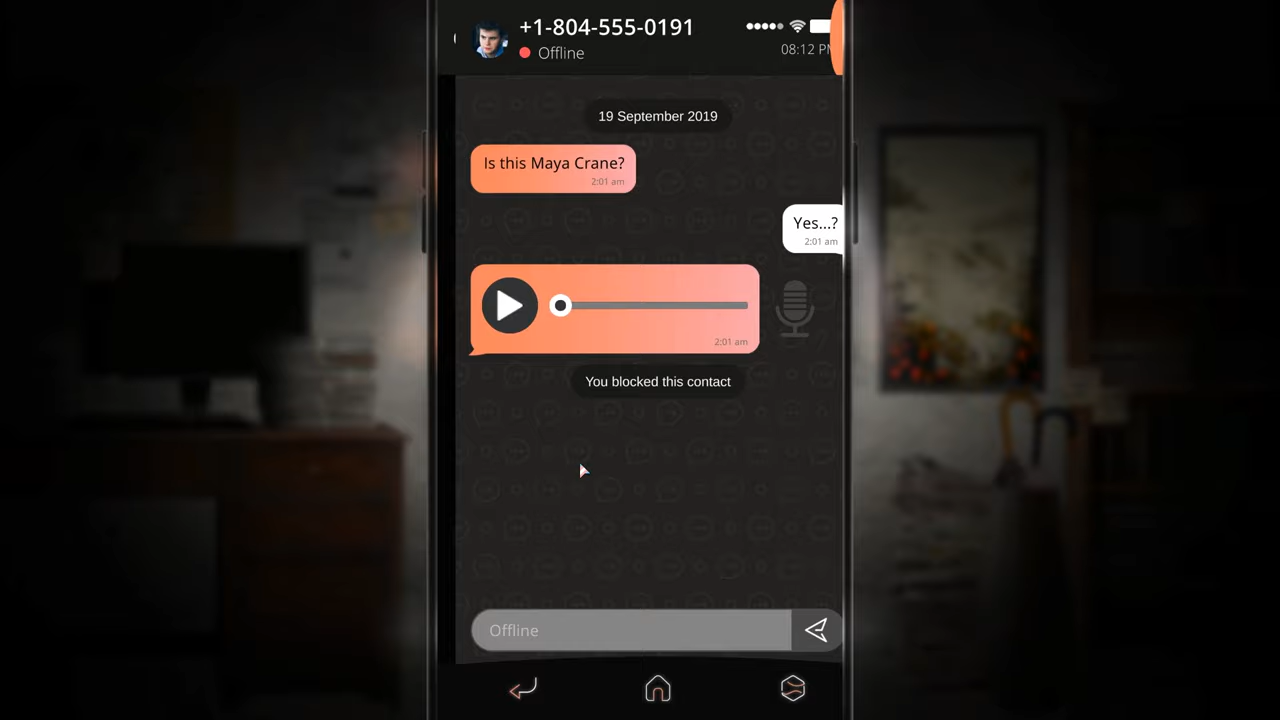 +1-804-555-0191
Offline
08:12 PM
19 September 2019
Is this Maya Crane?
2:01 am
Yes...?
2:01 am
2:01 am
You blocked this contact
Offline